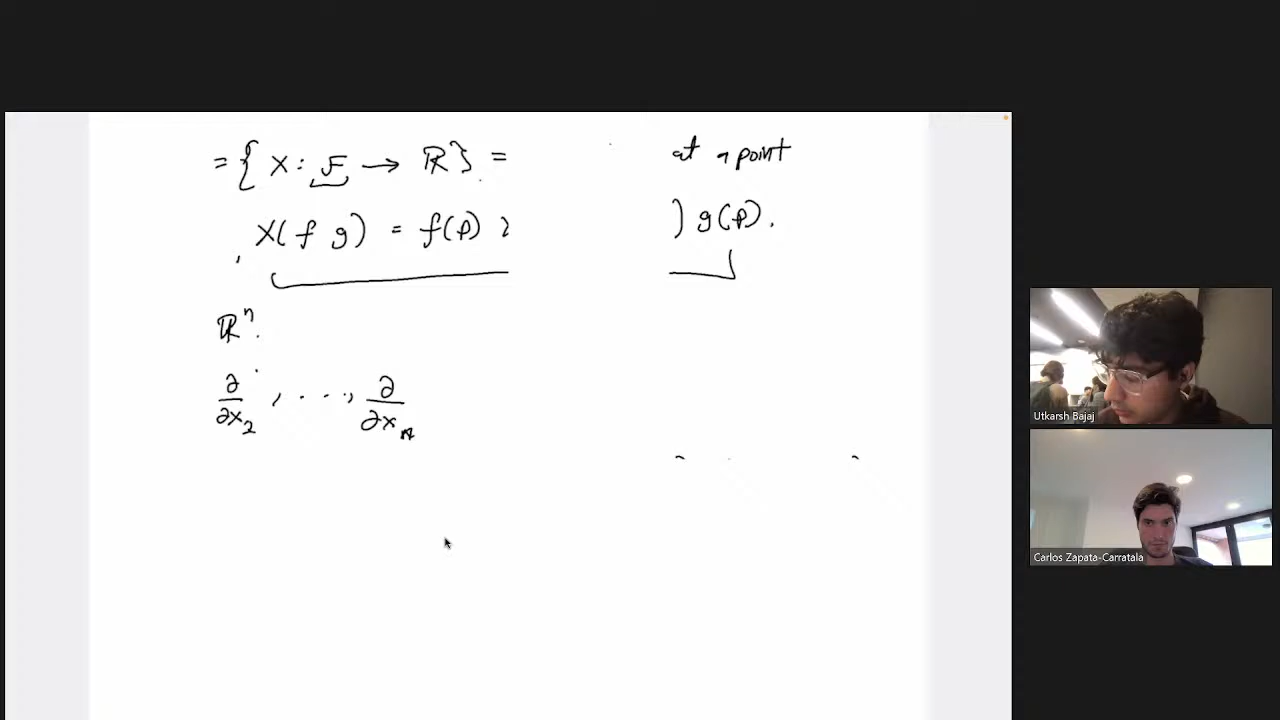 = { X : F → ℝ } = at a point
X( f g ) = f(p) ) g(p).
ℝⁿ.
∂/∂x₂ , . . . , ∂/∂xₙ
Utkarsh Bajaj
Carlos Zapata-Carratala